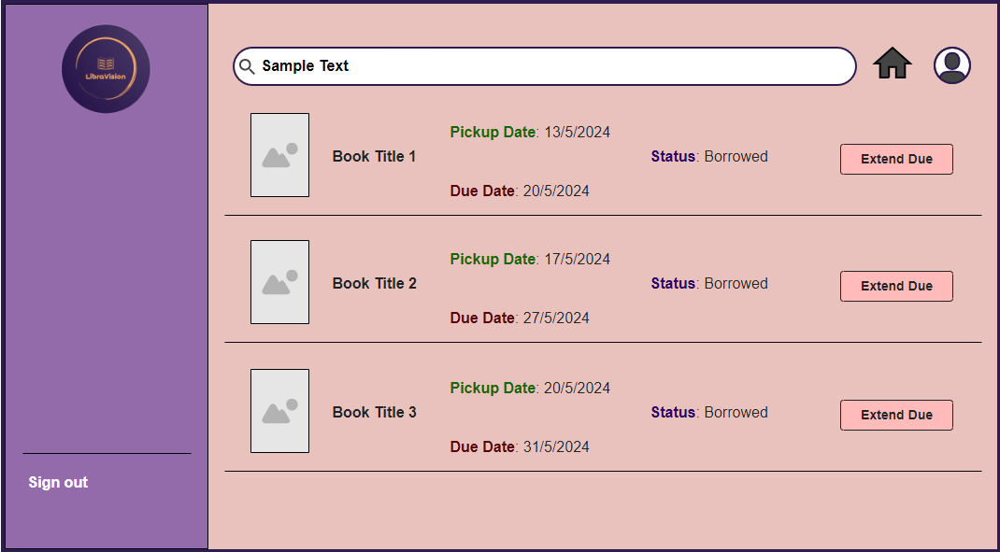 LibraVision
Sample Text
Pickup Date: 13/5/2024
Book Title 1
Status: Borrowed
Extend Due
Due Date: 20/5/2024
Pickup Date: 17/5/2024
Book Title 2
Status: Borrowed
Extend Due
Due Date: 27/5/2024
Pickup Date: 20/5/2024
Book Title 3
Status: Borrowed
Extend Due
Due Date: 31/5/2024
Sign out